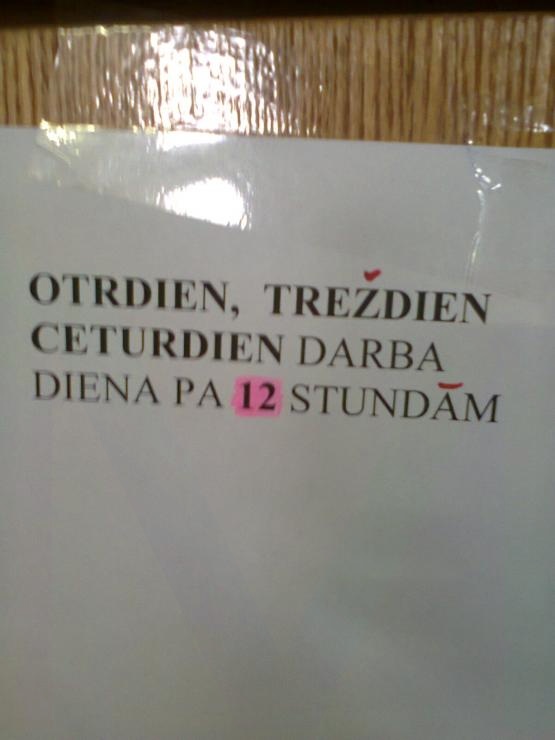 OTRDIEN, TREŽDIEN
CETURDIEN DARBA
DIENA PA 12 STUNDĀM